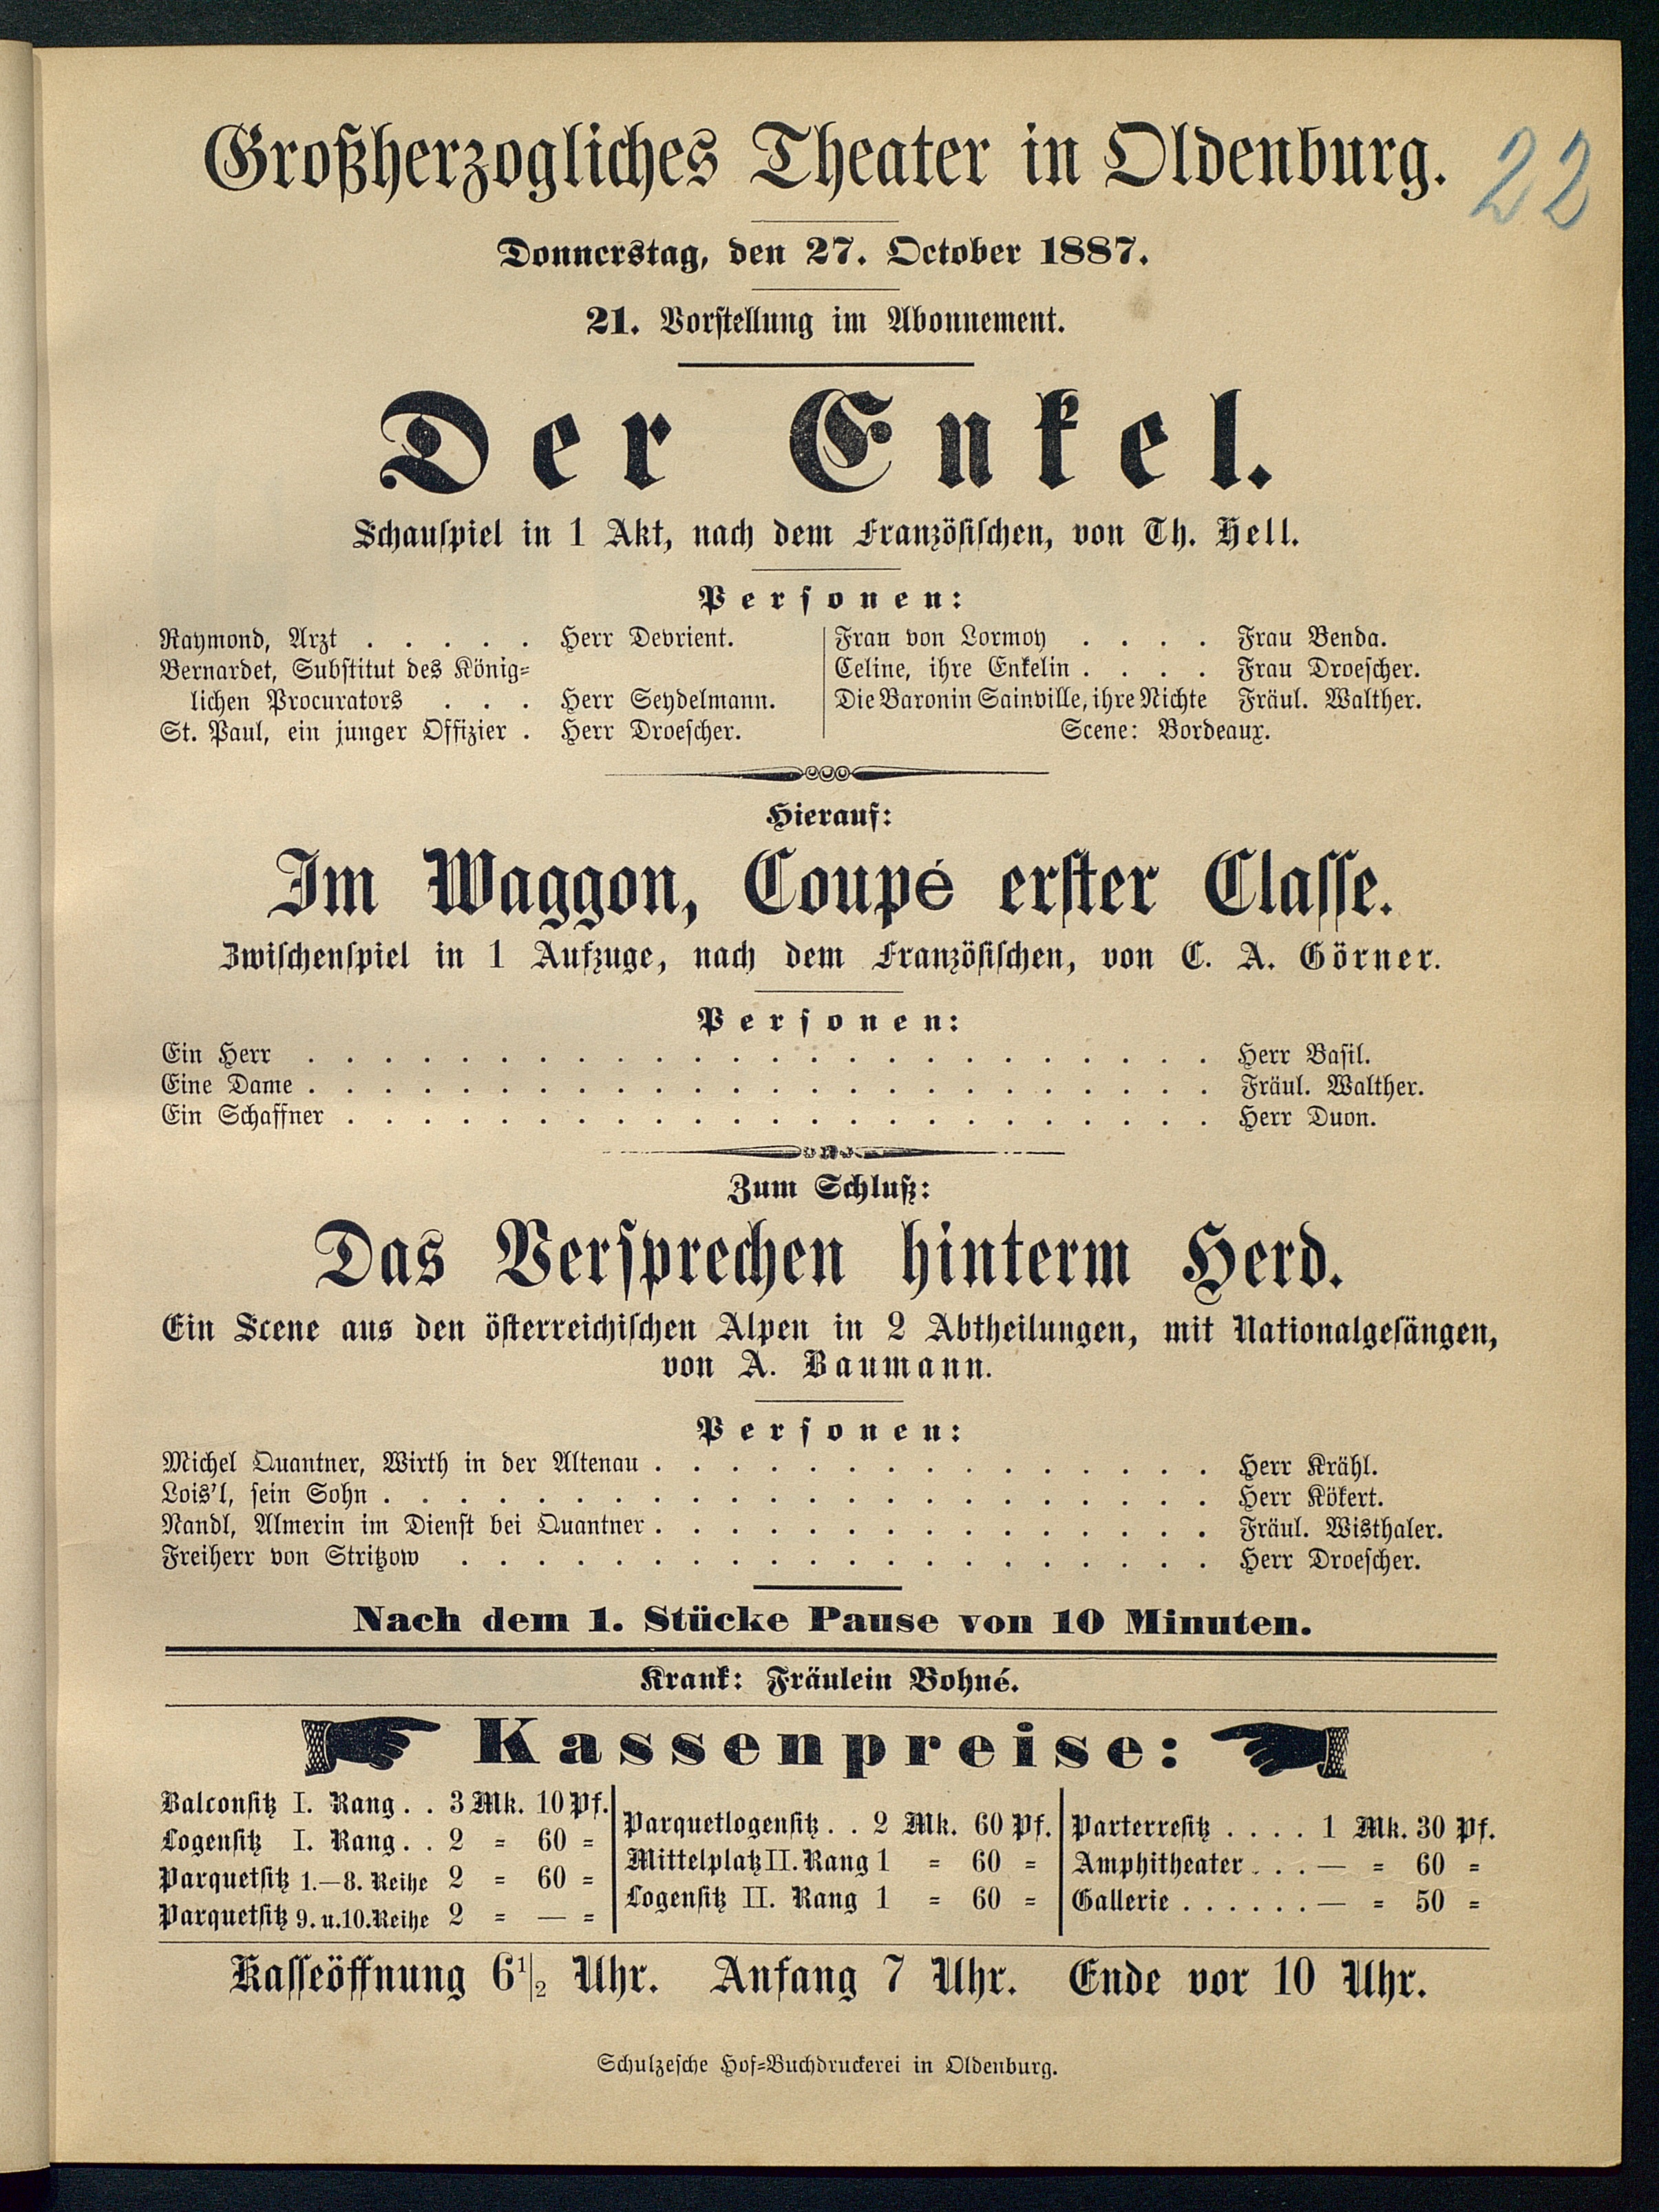 Großherzogliches Theater in Oldenburg.
22
Donnerstag, den 27. October 1887.
21. Vorstellung im Abonnement.
Der Enkel.
Schauspiel in 1 Akt, nach dem Französischen, von Th. Hell.
Personen:
Raymond, Arzt . . . . . Herr Devrient.
Bernardet, Substitut des König-
lichen Procurators . . . Herr Seydelmann.
St. Paul, ein junger Offizier . Herr Droescher.
Frau von Lormoy . . . . Frau Benda.
Celine, ihre Enkelin . . . . Frau Droescher.
Die Baronin Sainville, ihre Nichte Fräul. Walther.
Scene: Bordeaux.
Hierauf:
Im Waggon, Coupé erster Classe.
Zwischenspiel in 1 Aufzuge, nach dem Französischen, von C. A. Görner.
Personen:
Ein Herr . . . . . . . . . . . . . . . . . . . . . . . . Herr Basil.
Eine Dame . . . . . . . . . . . . . . . . . . . . . . . . Fräul. Walther.
Ein Schaffner . . . . . . . . . . . . . . . . . . . . . . . Herr Duon.
Zum Schluß:
Das Versprechen hinterm Herd.
Ein Scene aus den österreichischen Alpen in 2 Abtheilungen, mit Nationalgesängen,
von A. Baumann.
Personen:
Michel Quantner, Wirth in der Altenau . . . . . . . . . . . . . . . Herr Krähl.
Lois'l, sein Sohn . . . . . . . . . . . . . . . . . . . . . . Herr Kökert.
Nandl, Almerin im Dienst bei Quantner . . . . . . . . . . . . . . . Fräul. Wisthaler.
Freiherr von Stritzow . . . . . . . . . . . . . . . . . . . . Herr Droescher.
Nach dem 1. Stücke Pause von 10 Minuten.
Krank: Fräulein Bohné.
Kassenpreise:
Balconsitz I. Rang . . 3 Mk. 10 Pf.
Logensitz I. Rang . . 2 = 60 =
Parquetsitz 1.—8. Reihe 2 = 60 =
Parquetsitz 9. u. 10. Reihe 2 = — =
Parquetlogensitz . . 2 Mk. 60 Pf.
Mittelplatz II. Rang 1 = 60 =
Logensitz II. Rang 1 = 60 =
Parterresitz . . . . 1 Mk. 30 Pf.
Amphitheater . . . — = 60 =
Gallerie . . . . . . — = 50 =
Kasseöffnung 6 1/2 Uhr. Anfang 7 Uhr. Ende vor 10 Uhr.
Schulzesche Hof-Buchdruckerei in Oldenburg.